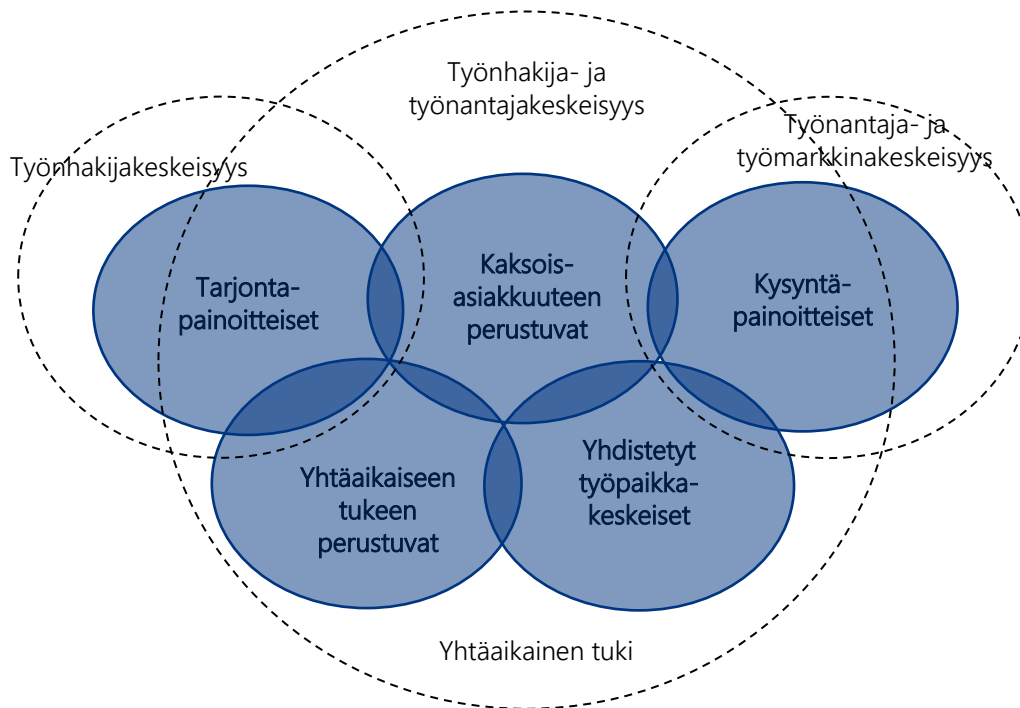 Työnhakija- ja
työnantajakeskeisyys
Työnantaja- ja
työmarkkinakeskeisyys
Työnhakijakeskeisyys
Tarjonta-
painoitteiset
Kaksois-
asiakkuuteen
perustuvat
Kysyntä-
painoitteiset
Yhtäaikaiseen
tukeen
perustuvat
Yhdistetyt
työpaikka-
keskeiset
Yhtäaikainen tuki